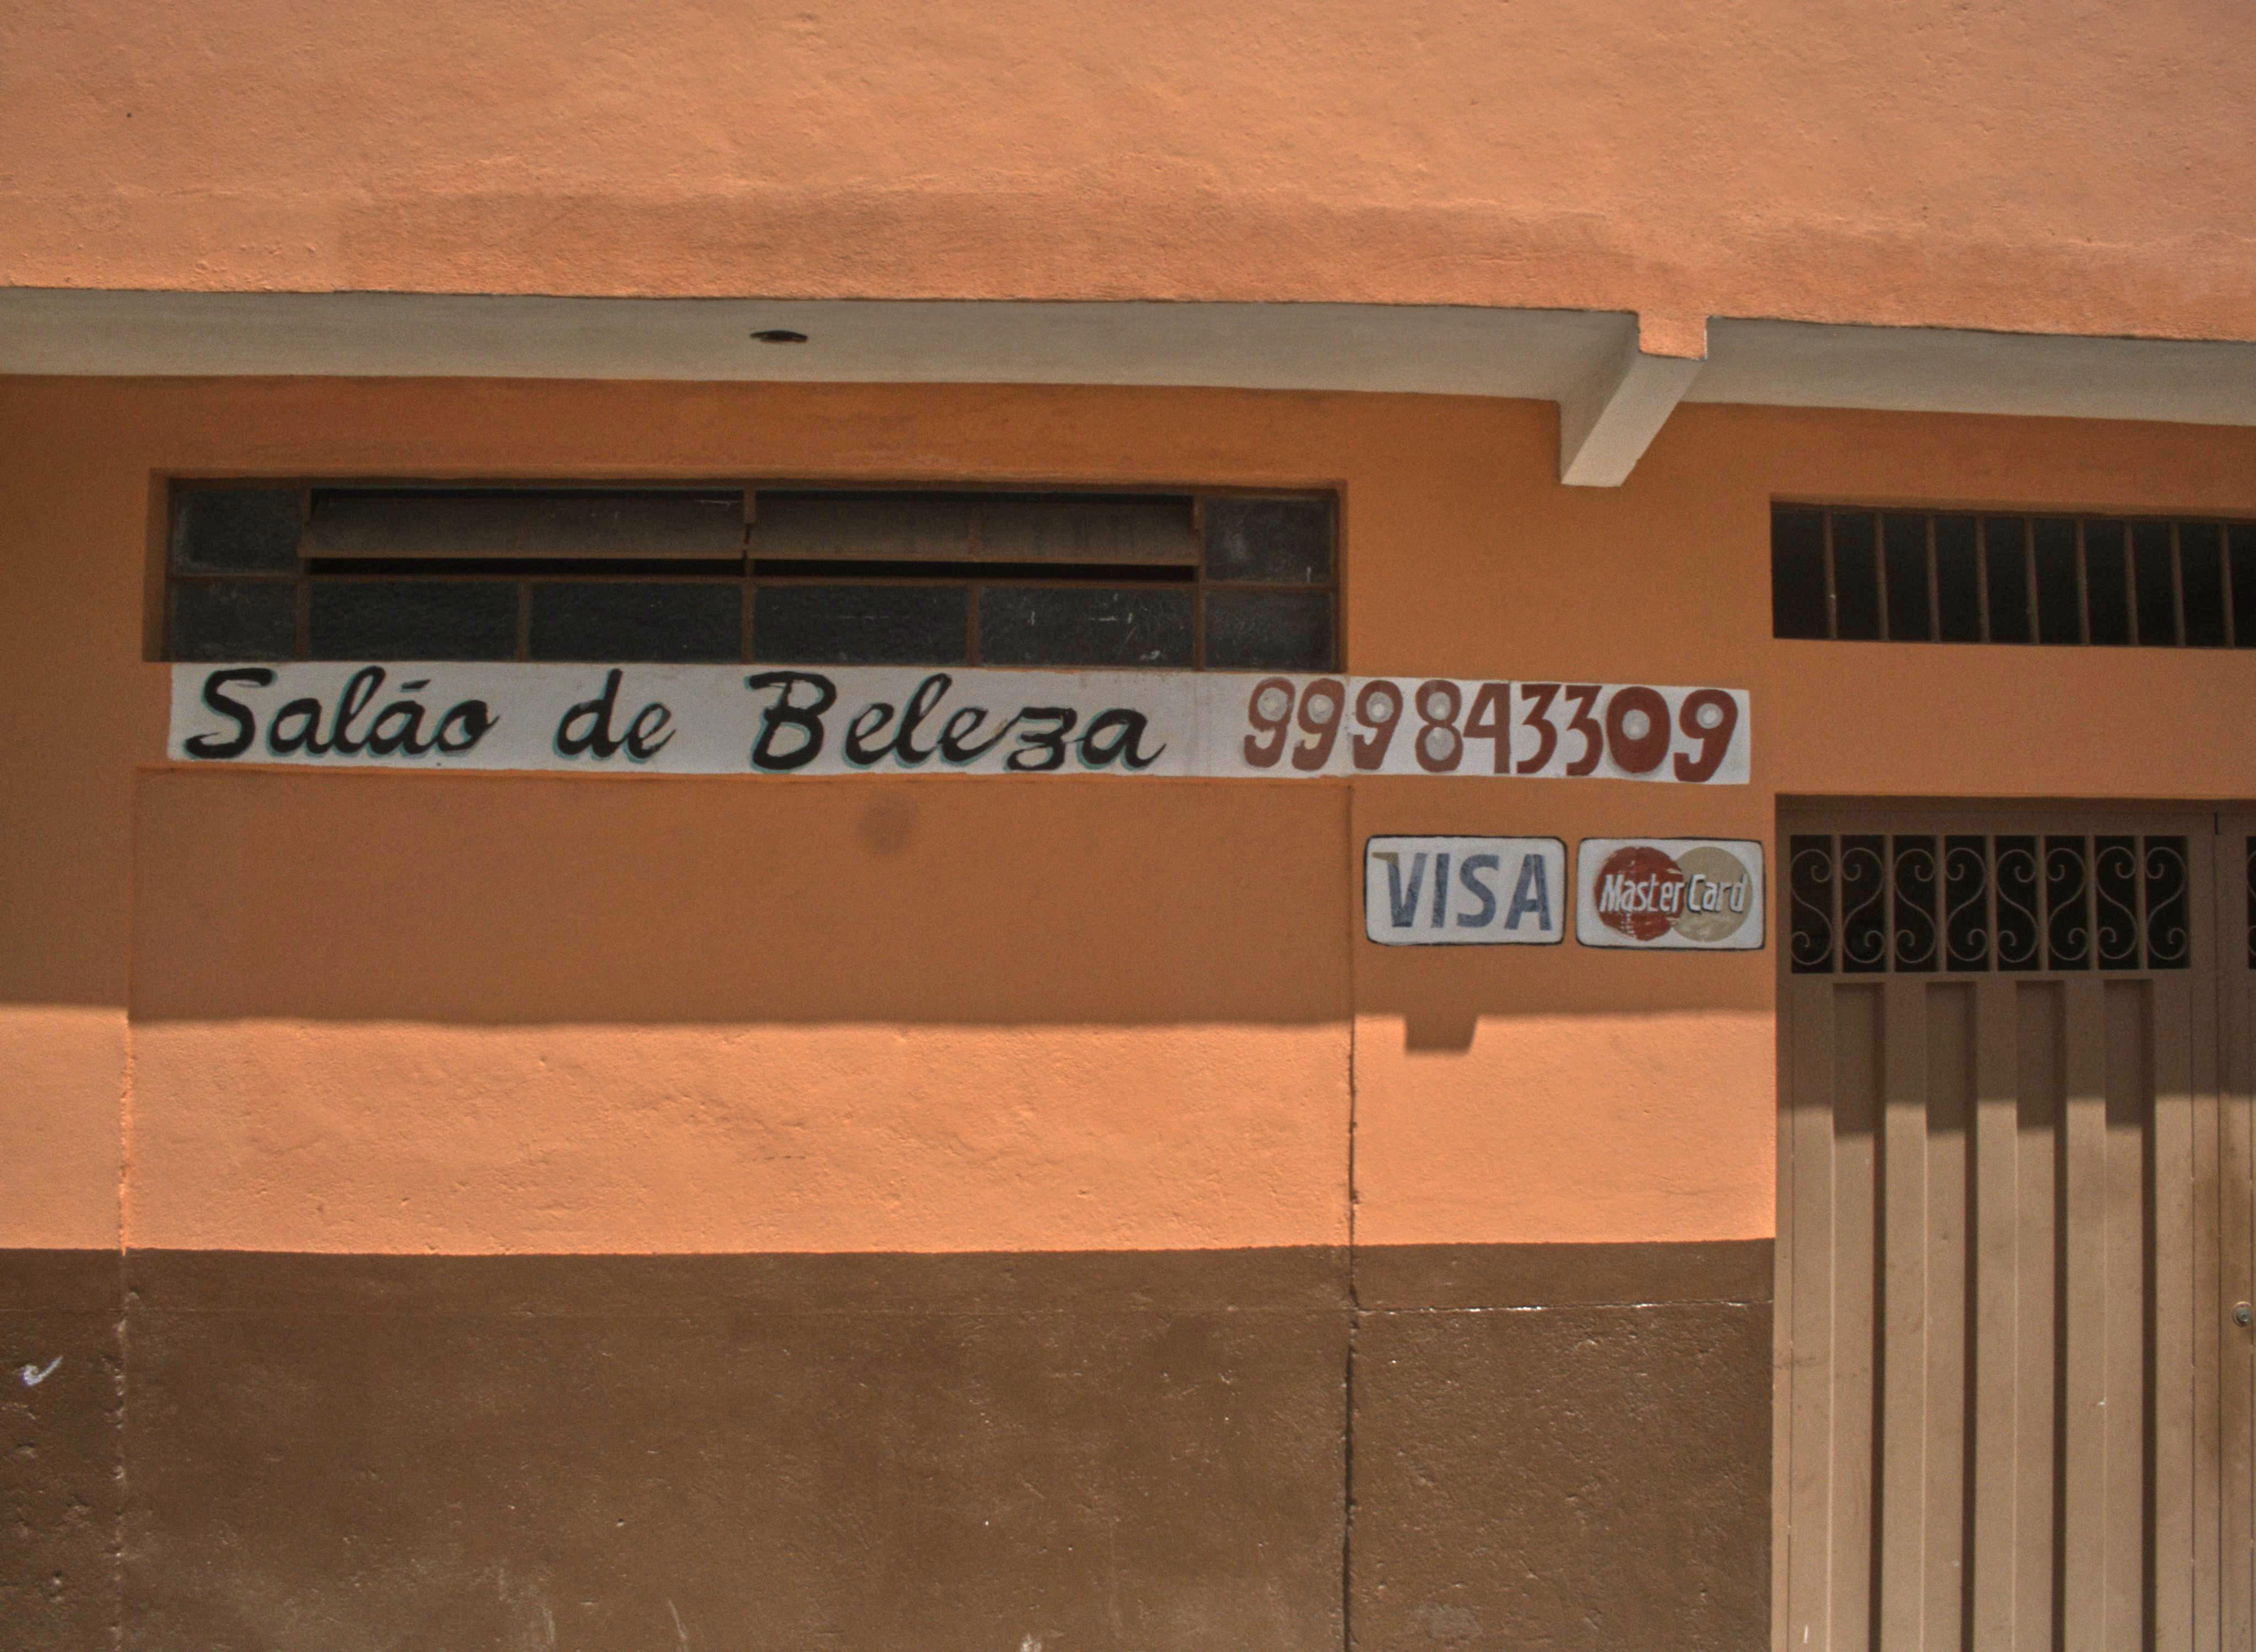 Salão de Beleza 999843309
VISA MasterCard